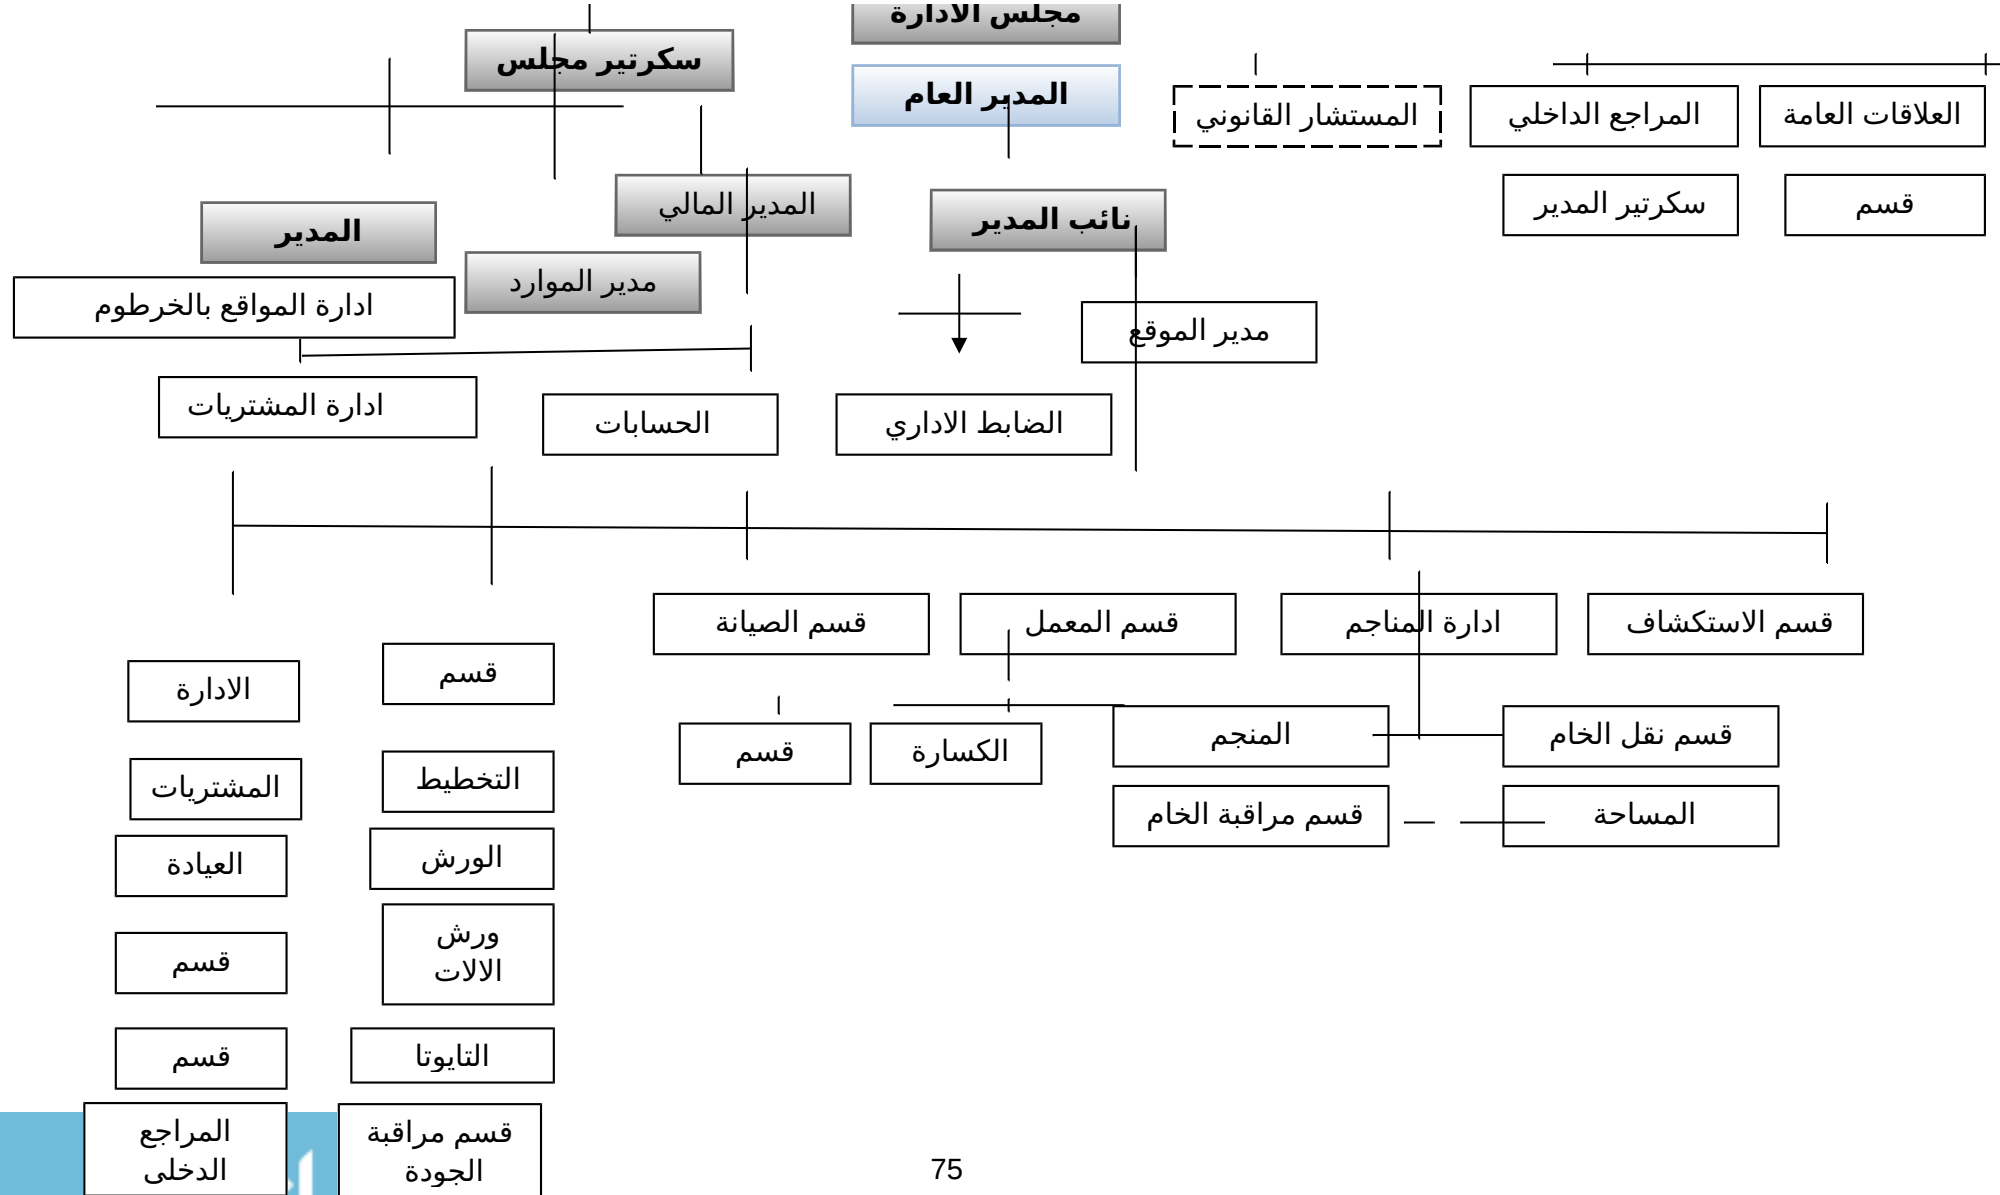 مجلس الادارة
سكرتير مجلس
المدير العام
المستشار القانوني
المراجع الداخلي
العلاقات العامة
سكرتير المدير
قسم
نائب المدير
المدير المالي
المدير
مدير الموارد
ادارة المواقع بالخرطوم
مدير الموقع
ادارة المشتريات
الحسابات
الضابط الاداري
قسم الاستكشاف
ادارة المناجم
قسم المعمل
قسم الصيانة
قسم
الادارة
قسم نقل الخام
المنجم
الكسارة
قسم
التخطيط
المشتريات
المساحة
قسم مراقبة الخام
الورش
العيادة
ورش
الالات
قسم
التايوتا
قسم
قسم مراقبة
الجودة
المراجع
الدخلى
75